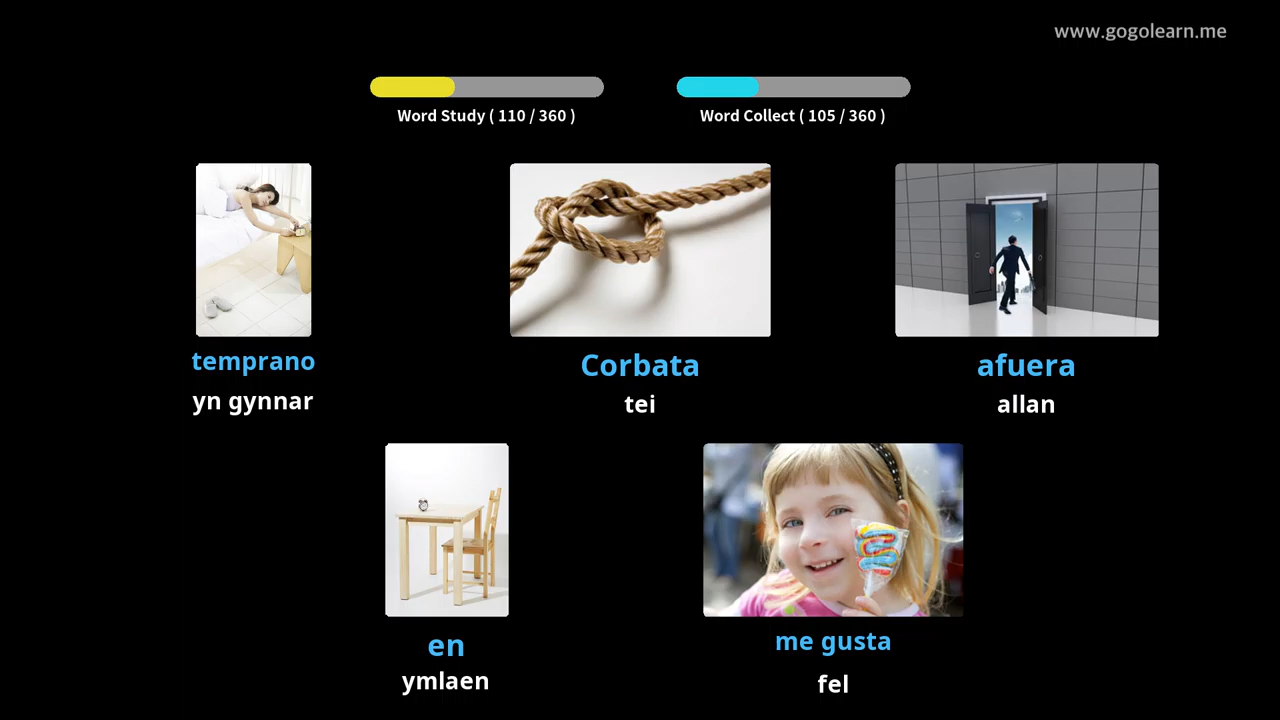 www.gogolearn.me
Word Study ( 110 / 360 )
Word Collect ( 105 / 360 )
temprano
yn gynnar
Corbata
tei
afuera
allan
en
ymlaen
me gusta
fel